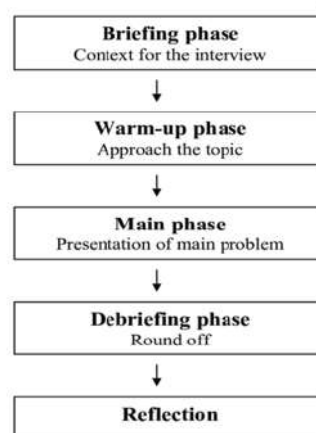 Briefing phase
Context for the interview
Warm-up phase
Approach the topic
Main phase
Presentation of main problem
Debriefing phase
Round off
Reflection